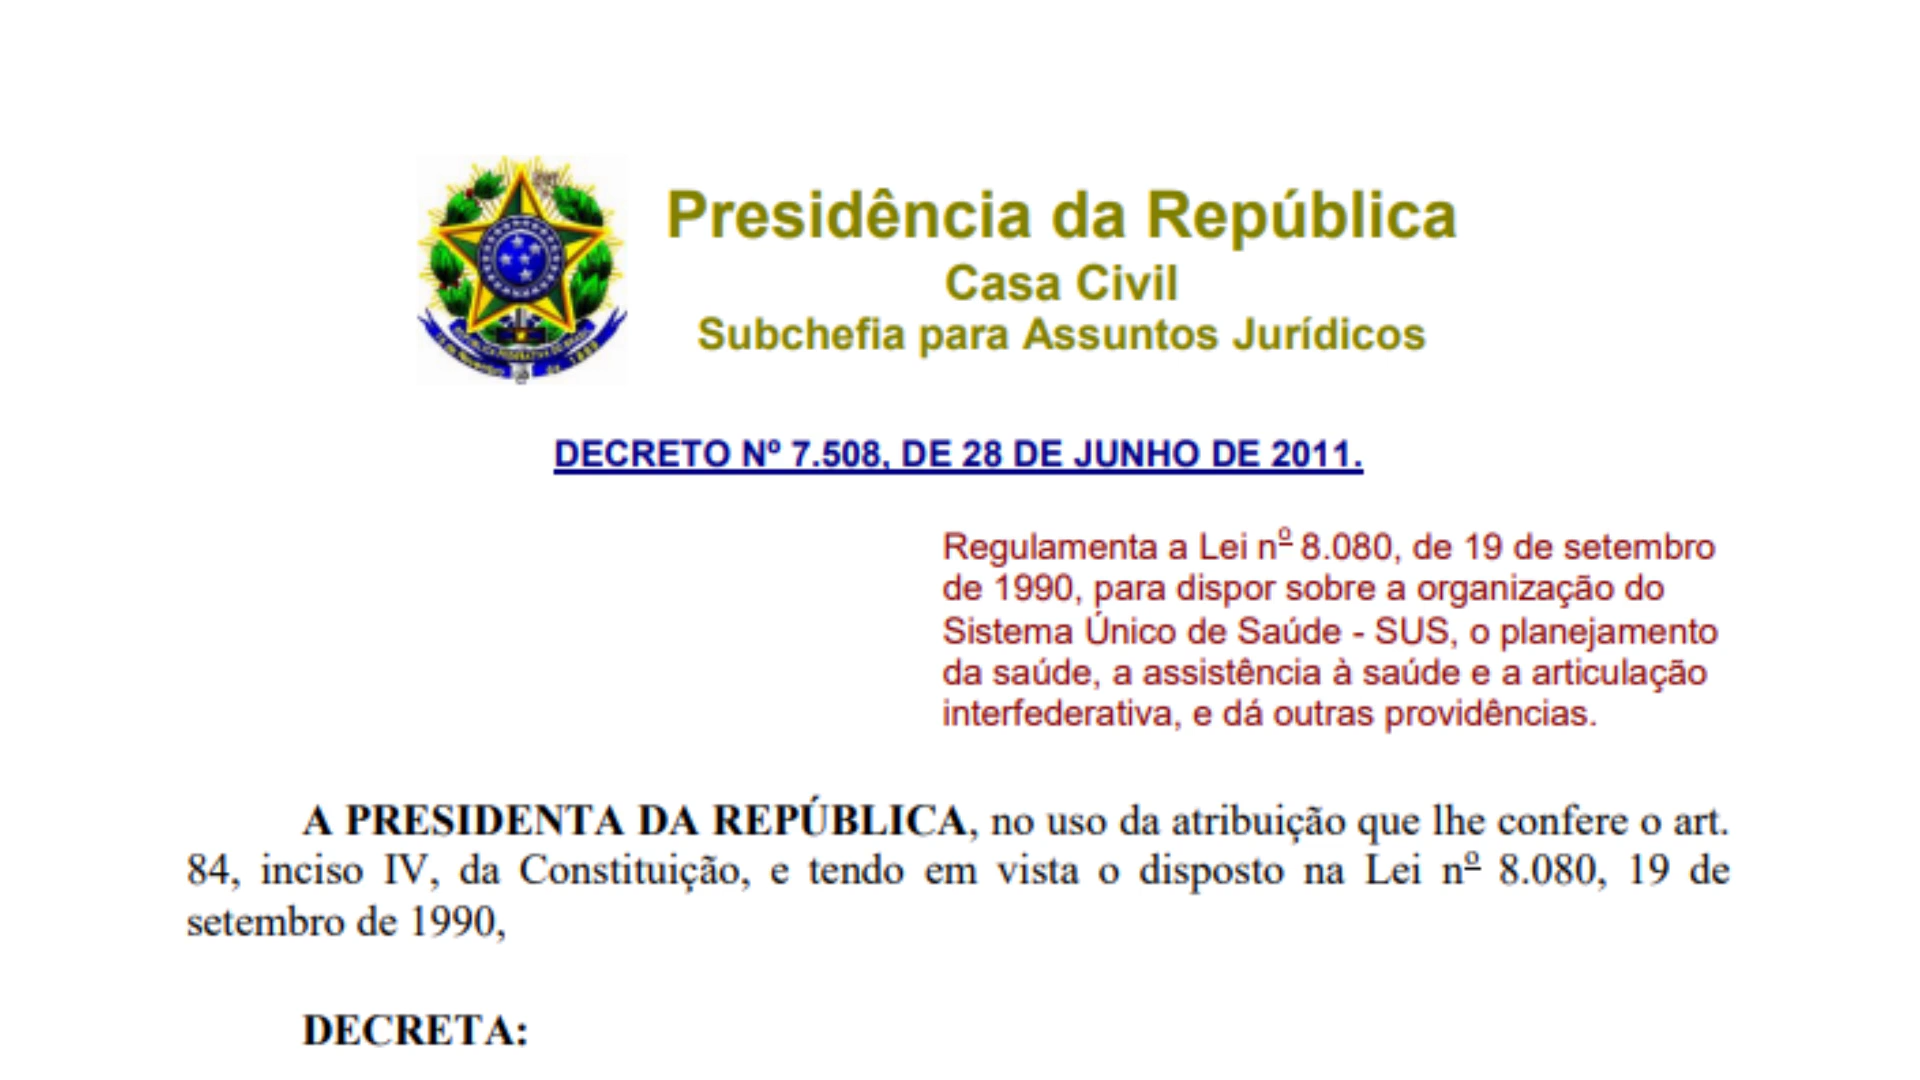 Presidência da República
Casa Civil
Subchefia para Assuntos Jurídicos
DECRETO Nº 7.508, DE 28 DE JUNHO DE 2011.
Regulamenta a Lei nº 8.080, de 19 de setembro
de 1990, para dispor sobre a organização do
Sistema Único de Saúde - SUS, o planejamento
da saúde, a assistência à saúde e a articulação
interfederativa, e dá outras providências.
A PRESIDENTA DA REPÚBLICA, no uso da atribuição que lhe confere o art.
84, inciso IV, da Constituição, e tendo em vista o disposto na Lei nº 8.080, 19 de
setembro de 1990,
DECRETA: